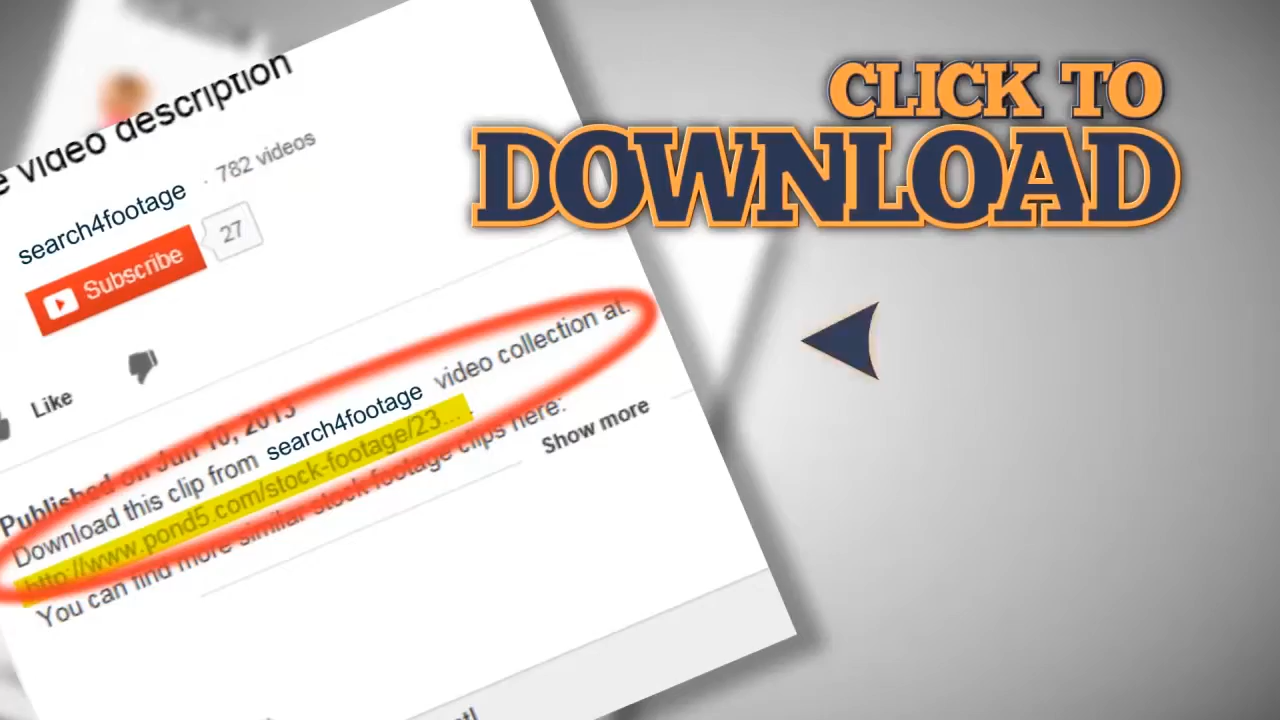 CLICK TO
DOWNLOAD
video description
search4footage · 782 videos
Subscribe 27
Like
Published on Jun 10, 2013
Download this clip from search4footage video collection at:
http://www.pond5.com/stock-footage/23... .
You can find more similar stock footage clips here:
Show more